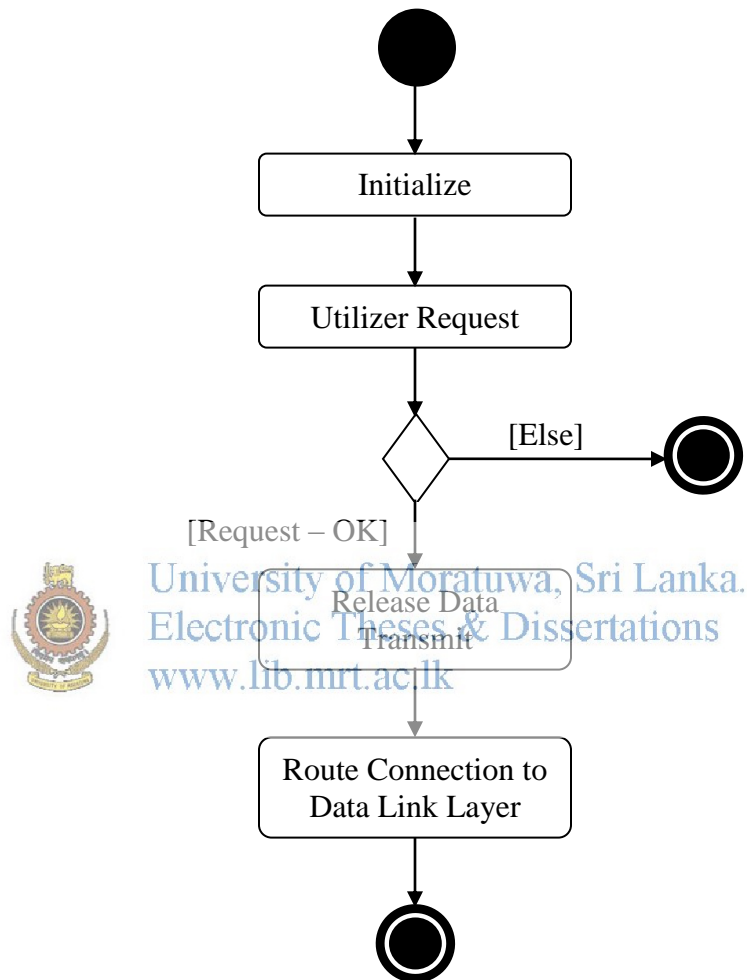 Initialize
Utilizer Request
[Else]
[Request – OK]
University of Moratuwa, Sri Lanka.
Release Data
Electronic Theses & Dissertations
Transmit
www.lib.mrt.ac.lk
Route Connection to
Data Link Layer